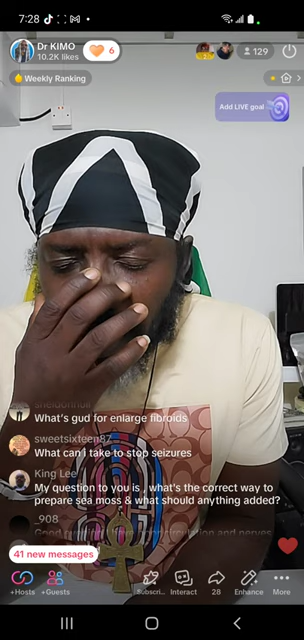 7:28
Dr KIMO
10.2K likes
6
129
Weekly Ranking
Add LIVE goal
What's gud for enlarge fibroids
sweetsixteen87
What can I take to stop seizures
King Lee
My question to you is , what's the correct way to
prepare sea moss & what should anything added?
_908
41 new messages
+Hosts
+Guests
Subscri...
Interact
28
Enhance
More